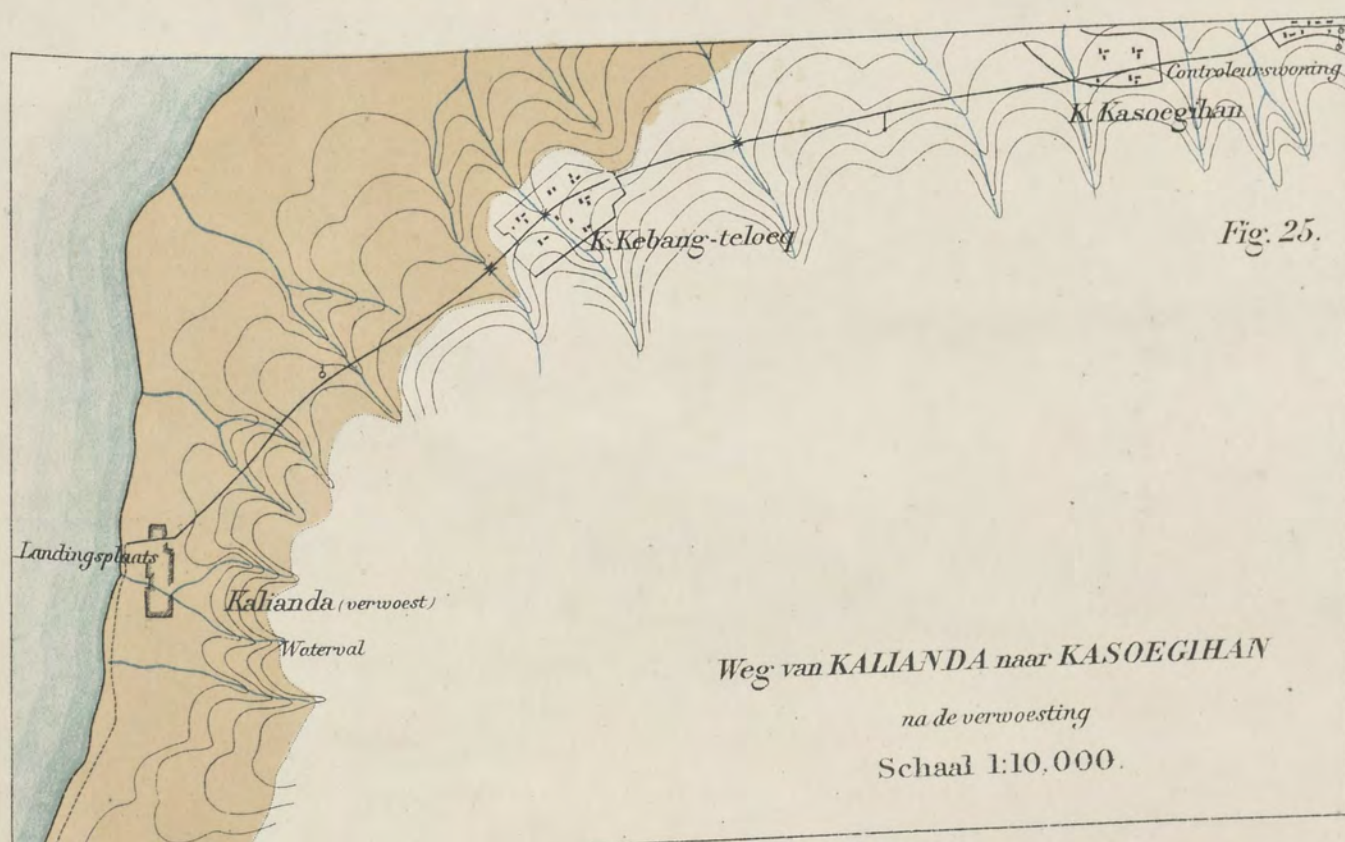 Controleurswoning
K. Kasoegihan
Fig. 25.
K. Kebang-teloeq
Landingsplaats
Kalianda (verwoest)
Waterval
Weg van KALIANDA naar KASOEGIHAN
na de verwoesting
Schaal 1:10,000.